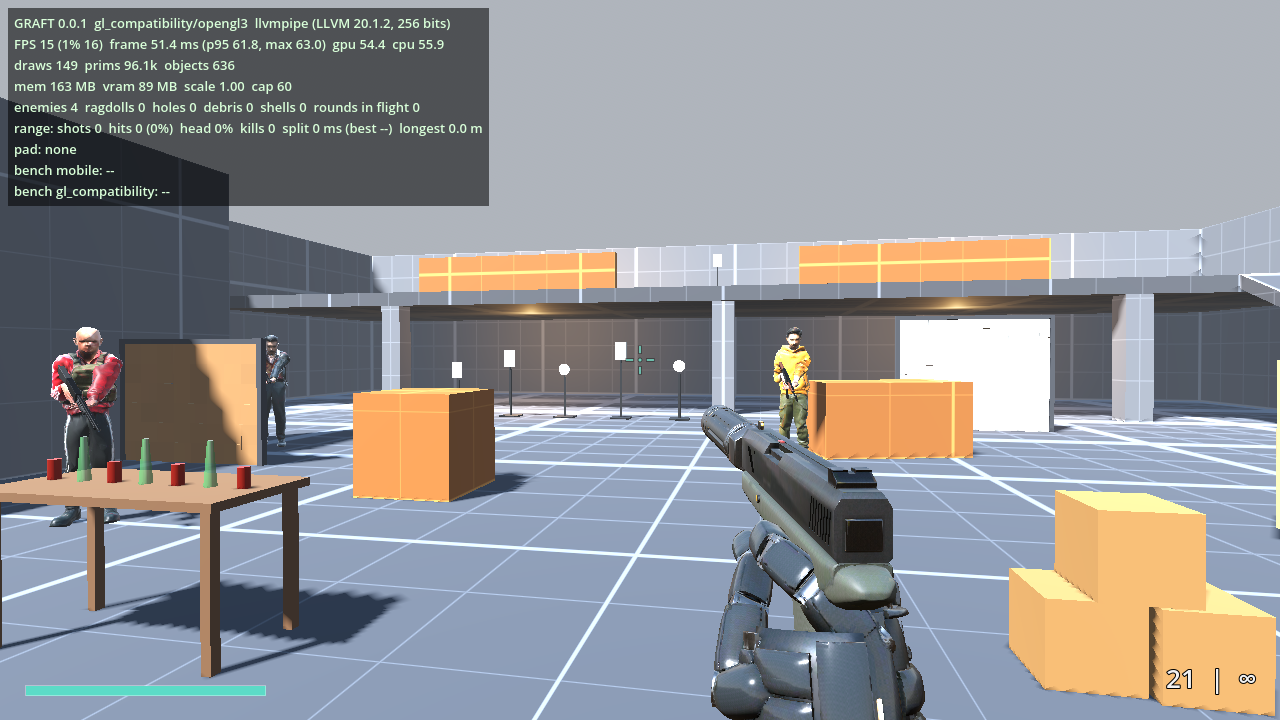 GRAFT 0.0.1 gl_compatibility/opengl3 llvmpipe (LLVM 20.1.2, 256 bits)
FPS 15 (1% 16) frame 51.4 ms (p95 61.8, max 63.0) gpu 54.4 cpu 55.9
draws 149 prims 96.1k objects 636
mem 163 MB vram 89 MB scale 1.00 cap 60
enemies 4 ragdolls 0 holes 0 debris 0 shells 0 rounds in flight 0
range: shots 0 hits 0 (0%) head 0% kills 0 split 0 ms (best --) longest 0.0 m
pad: none
bench mobile: --
bench gl_compatibility: --
21 | ∞